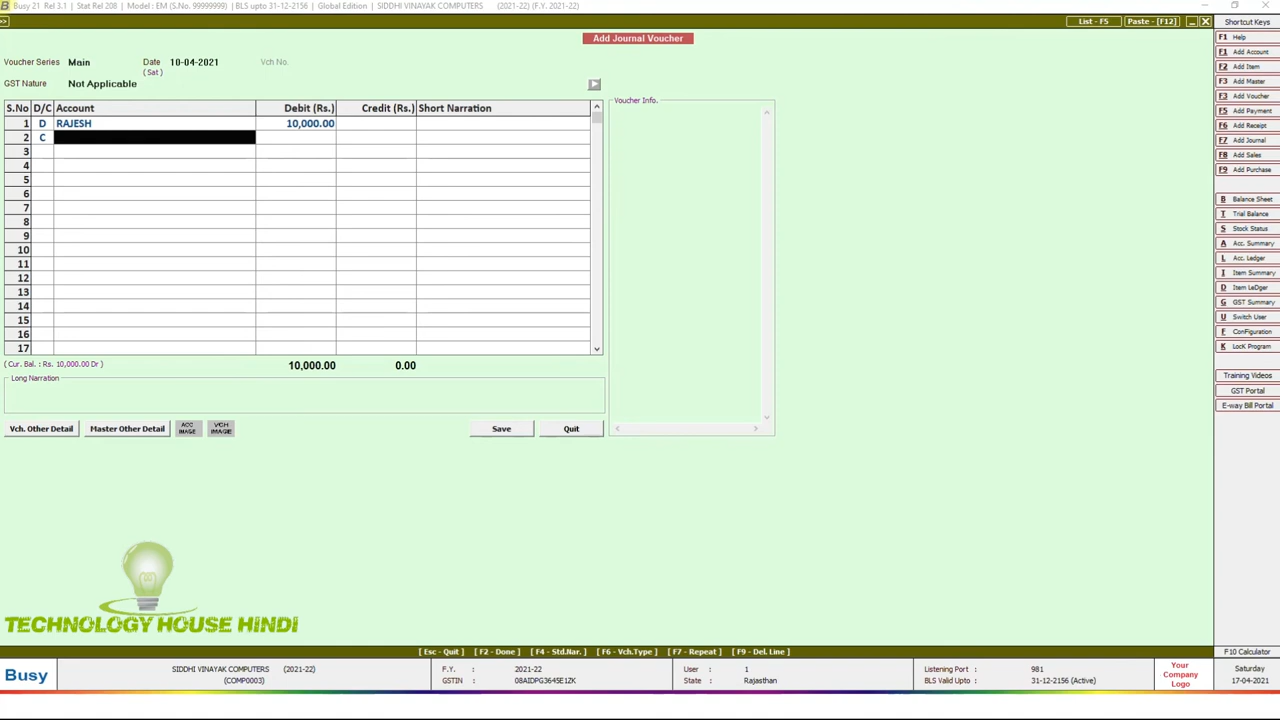 Busy 21 Rel 3.1 | Stat Rel 208 | Model : EM (S.No. 99999999) | BLS upto 31-12-2156 | Global Edition | SIDDHI VINAYAK COMPUTERS (2021-22) (F.Y. 2021-22)
>> List - F5 Paste - [F12] Shortcut Keys
Add Journal Voucher
Voucher Series Main Date 10-04-2021 Vch No.
(Sat)
GST Nature Not Applicable
S.No D/C Account Debit (Rs.) Credit (Rs.) Short Narration
1 D RAJESH 10,000.00
2 C
3
4
5
6
7
8
9
10
11
12
13
14
15
16
17
( Cur. Bal. : Rs. 10,000.00 Dr ) 10,000.00 0.00
Long Narration
Vch. Other Detail Master Other Detail ACC IMAGE VCH IMAGE Save Quit
Voucher Info.
F1 Help
F1 Add Account
F2 Add Item
F3 Add Master
F3 Add Voucher
F5 Add Payment
F6 Add Receipt
F7 Add Journal
F8 Add Sales
F9 Add Purchase
B Balance Sheet
T Trial Balance
S Stock Status
A Acc. Summary
L Acc. Ledger
I Item Summary
D Item LeDger
G GST Summary
U Switch User
F ConFiguration
K LocK Program
Training Videos
GST Portal
E-way Bill Portal
TECHNOLOGY HOUSE HINDI
[ Esc - Quit ] [ F2 - Done ] [ F4 - Std.Nar. ] [ F6 - Vch.Type ] [ F7 - Repeat ] [ F9 - Del. Line ] F10 Calculator
Busy
SIDDHI VINAYAK COMPUTERS (2021-22)
(COMP0003)
F.Y. : 2021-22
GSTIN : 08AIDPG3645E1ZK
User : 1
State : Rajasthan
Listening Port : 981
BLS Valid Upto : 31-12-2156 (Active)
Your
Company
Logo
Saturday
17-04-2021